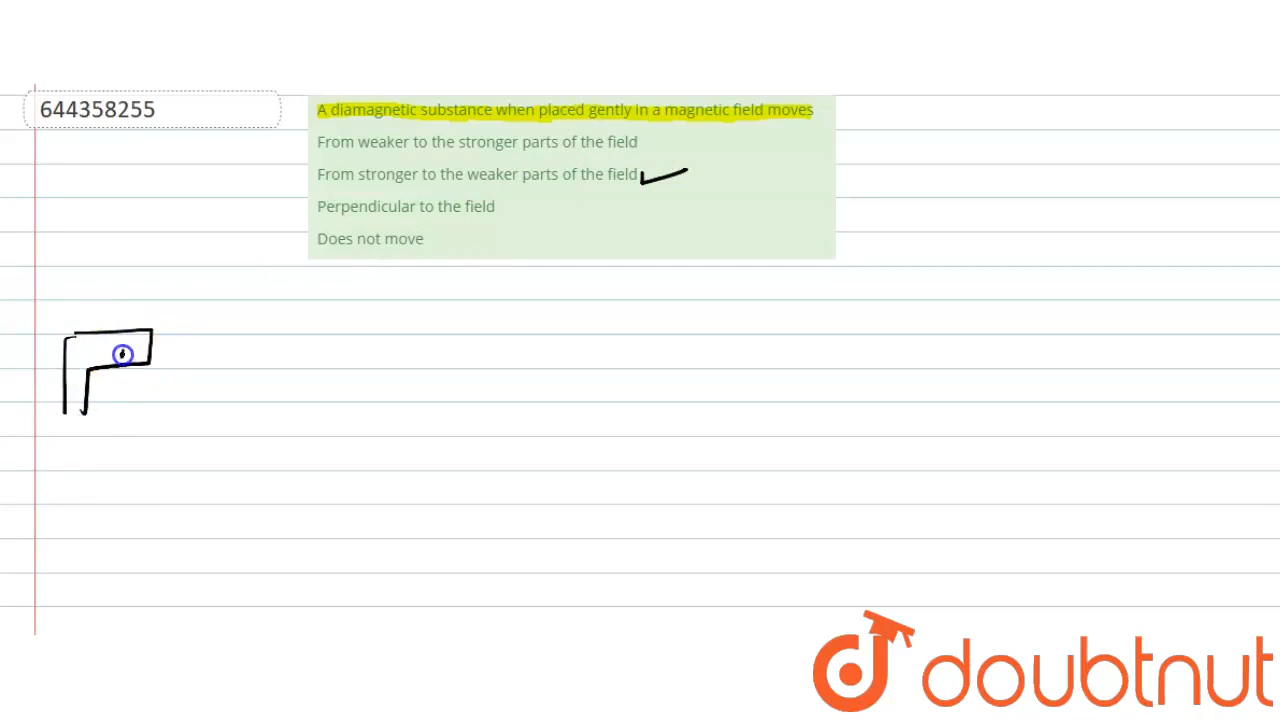 644358255
A diamagnetic substance when placed gently in a magnetic field moves
From weaker to the stronger parts of the field
From stronger to the weaker parts of the field
Perpendicular to the field
Does not move
doubtnut